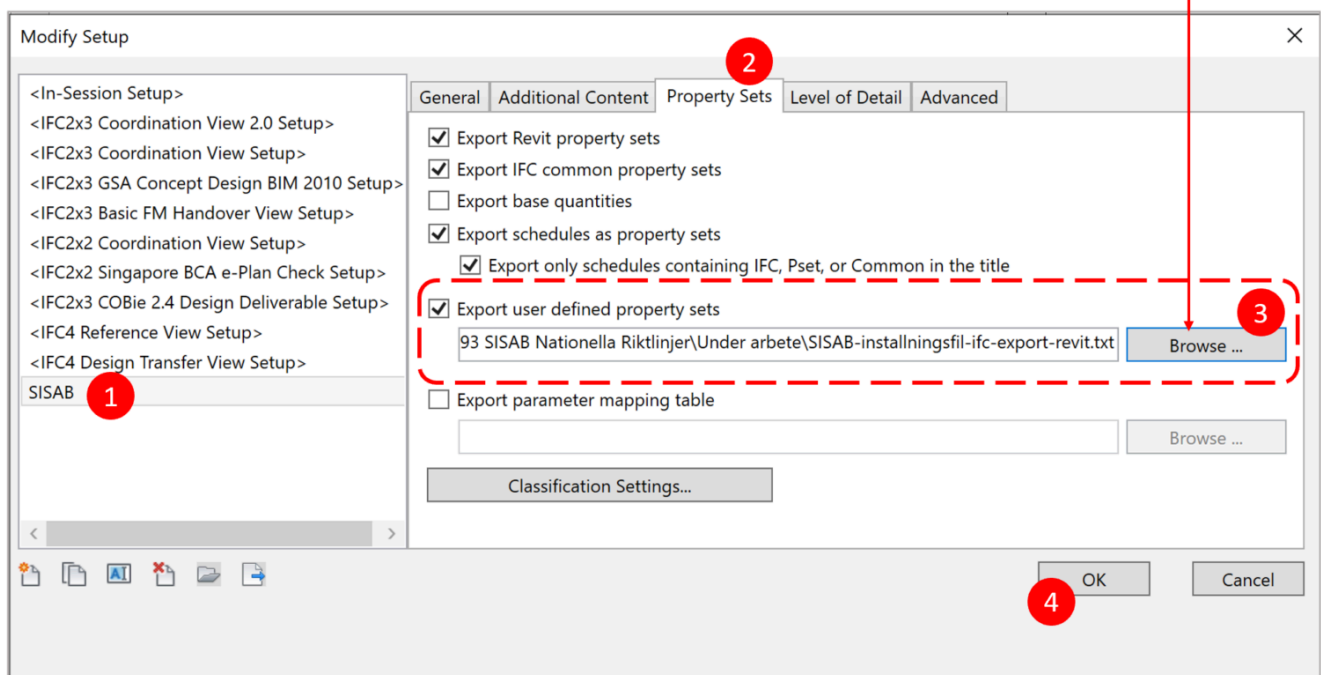 Modify Setup
<In-Session Setup>
<IFC2x3 Coordination View 2.0 Setup>
<IFC2x3 Coordination View Setup>
<IFC2x3 GSA Concept Design BIM 2010 Setup>
<IFC2x3 Basic FM Handover View Setup>
<IFC2x2 Coordination View Setup>
<IFC2x2 Singapore BCA e-Plan Check Setup>
<IFC2x3 COBie 2.4 Design Deliverable Setup>
<IFC4 Reference View Setup>
<IFC4 Design Transfer View Setup>
SISAB 1
2
General Additional Content Property Sets Level of Detail Advanced
Export Revit property sets
Export IFC common property sets
Export base quantities
Export schedules as property sets
Export only schedules containing IFC, Pset, or Common in the title
Export user defined property sets
3
93 SISAB Nationella Riktlinjer\Under arbete\SISAB-installningsfil-ifc-export-revit.txt Browse ...
Export parameter mapping table
Browse ...
Classification Settings...
OK Cancel
4